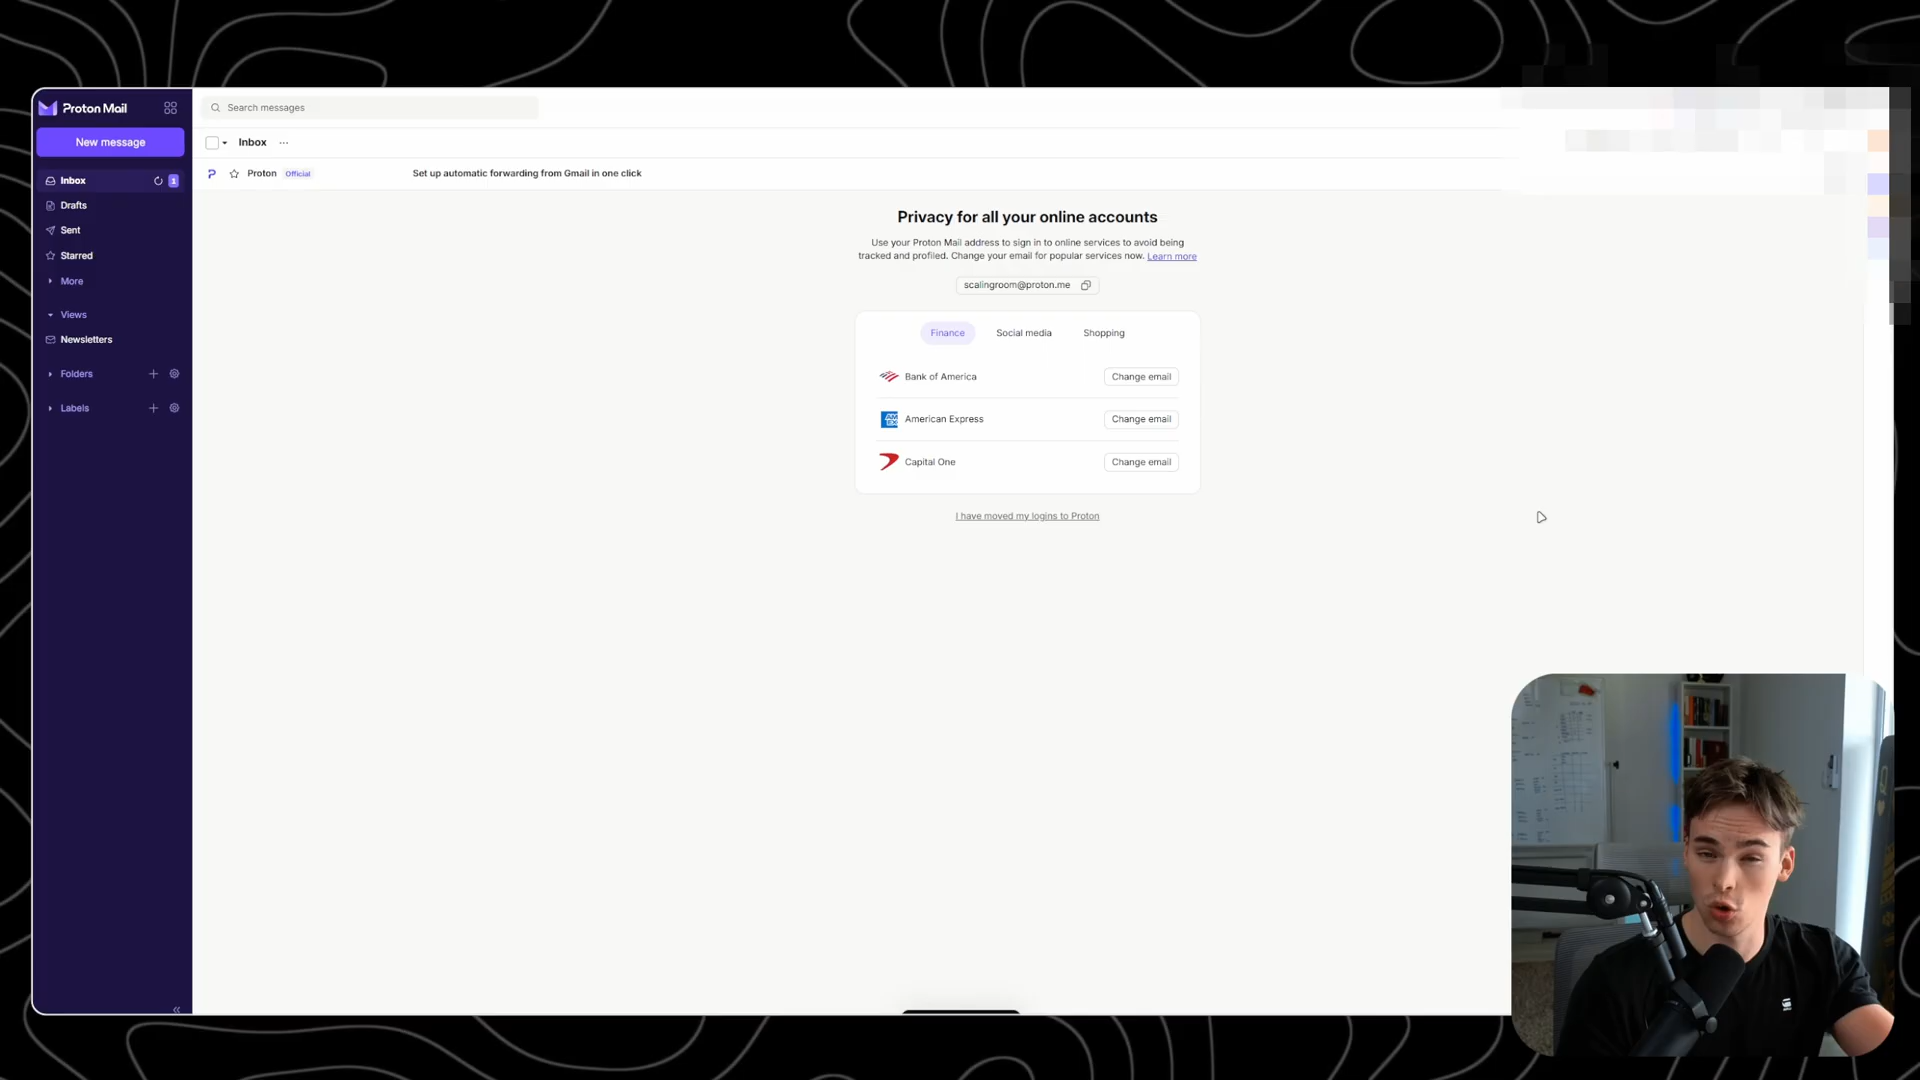 Proton Mail
Search messages
New message
Inbox
...
Inbox 1
Proton Official Set up automatic forwarding from Gmail in one click
Drafts
Sent
Starred
More
Views
Newsletters
Folders
Labels
Privacy for all your online accounts
Use your Proton Mail address to sign in to online services to avoid being
tracked and profiled. Change your email for popular services now. Learn more
scalingroom@proton.me
Finance Social media Shopping
Bank of America Change email
AM EX American Express Change email
Capital One Change email
I have moved my logins to Proton